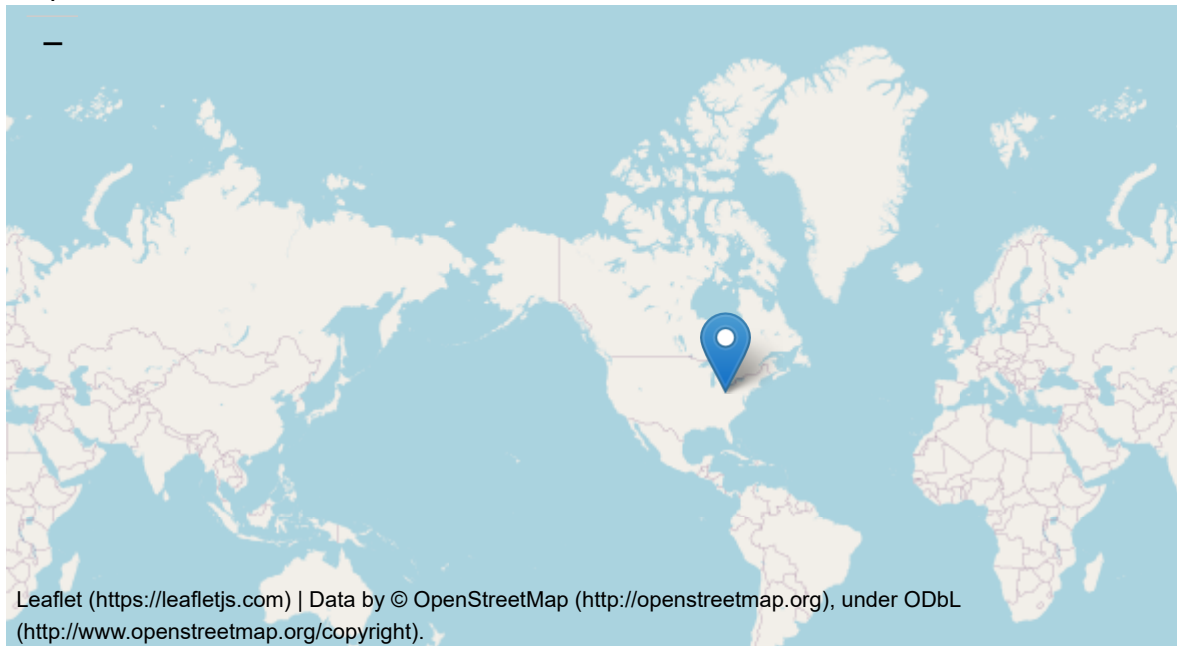 −
Leaflet (https://leafletjs.com) | Data by © OpenStreetMap (http://openstreetmap.org), under ODbL
(http://www.openstreetmap.org/copyright).